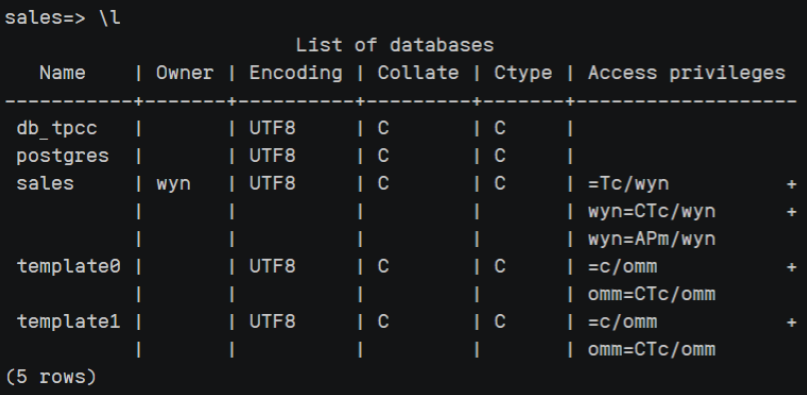 sales=> \l
                              List of databases
   Name    | Owner | Encoding | Collate | Ctype | Access privileges
-----------+-------+----------+---------+-------+-------------------
 db_tpcc   |       | UTF8     | C       | C     |
 postgres  |       | UTF8     | C       | C     |
 sales     | wyn   | UTF8     | C       | C     | =Tc/wyn          +
           |       |          |         |       | wyn=CTc/wyn      +
           |       |          |         |       | wyn=APm/wyn
 template0 |       | UTF8     | C       | C     | =c/omm           +
           |       |          |         |       | omm=CTc/omm
 template1 |       | UTF8     | C       | C     | =c/omm           +
           |       |          |         |       | omm=CTc/omm
(5 rows)